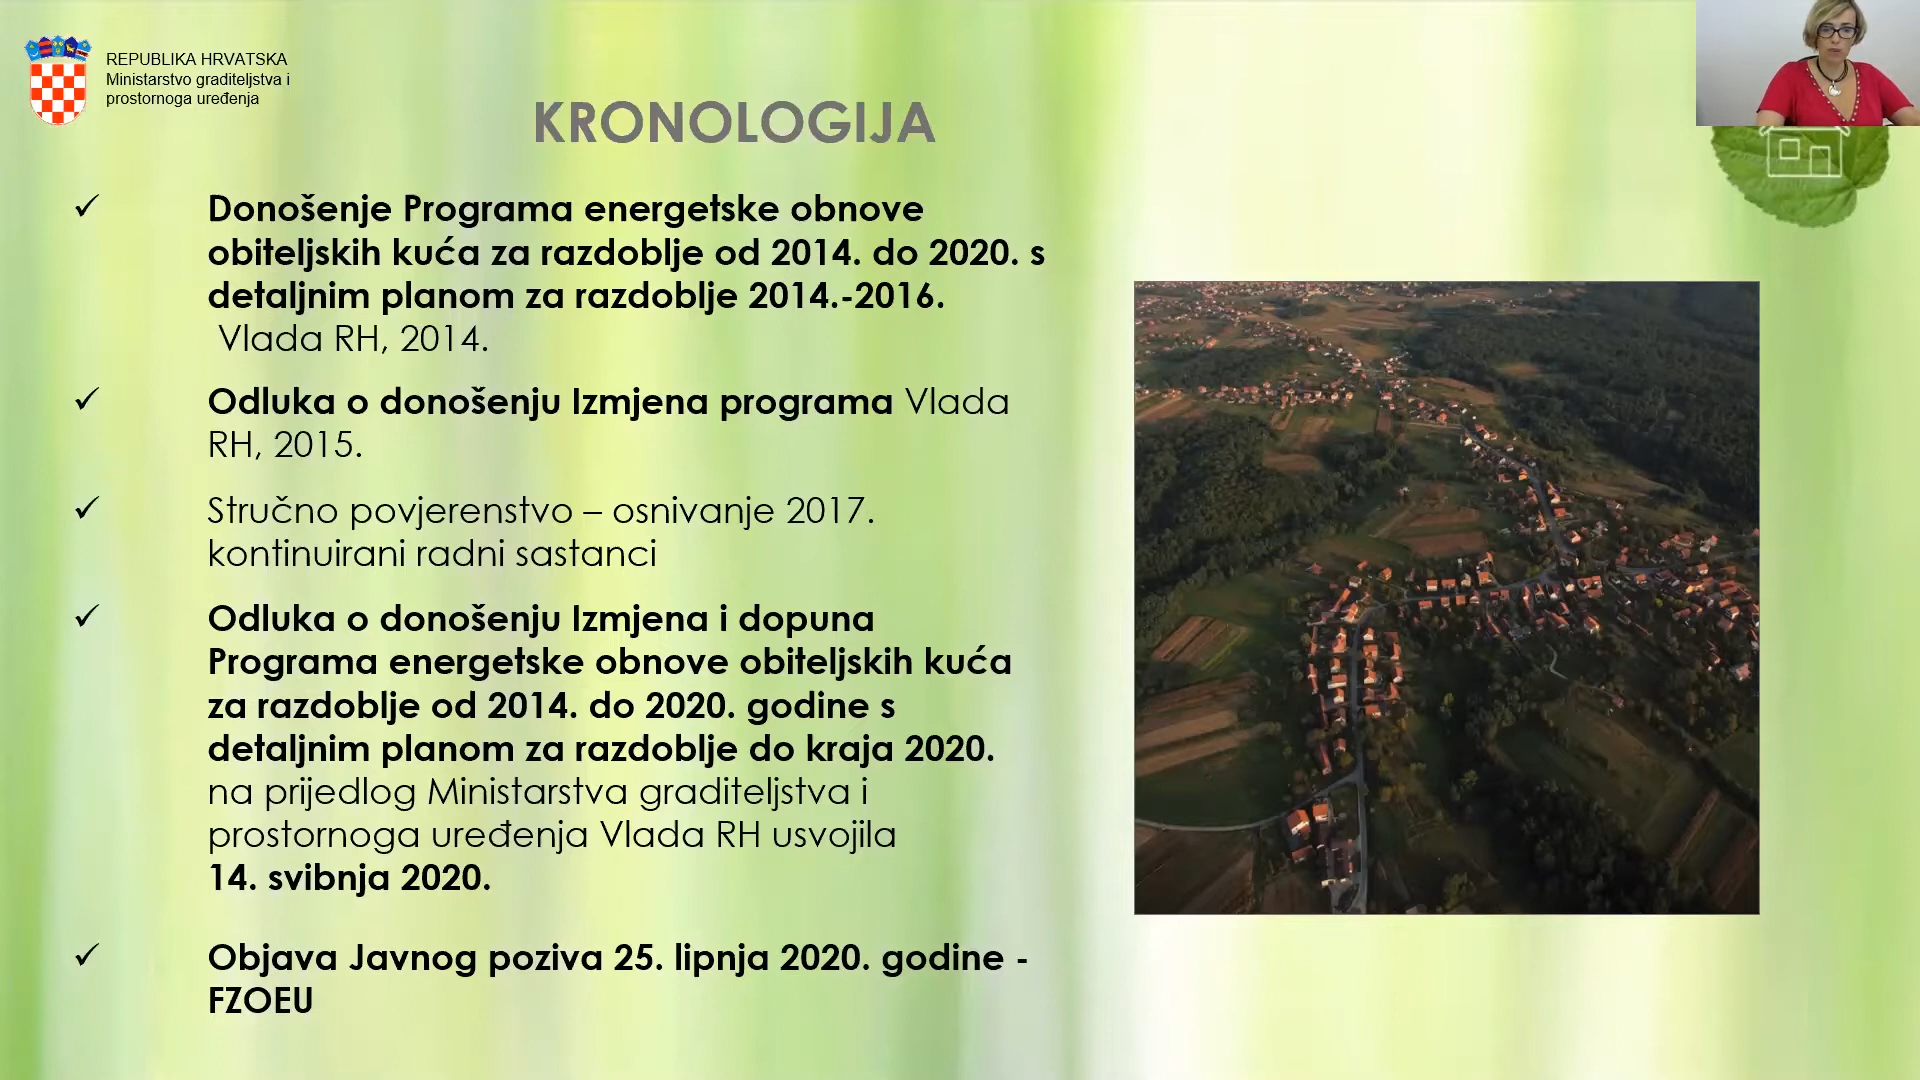 REPUBLIKA HRVATSKA
Ministarstvo graditeljstva i
prostornoga uređenja
KRONOLOGIJA
✓ Donošenje Programa energetske obnove
obiteljskih kuća za razdoblje od 2014. do 2020. s
detaljnim planom za razdoblje 2014.-2016.
Vlada RH, 2014.
✓ Odluka o donošenju Izmjena programa Vlada
RH, 2015.
✓ Stručno povjerenstvo – osnivanje 2017.
kontinuirani radni sastanci
✓ Odluka o donošenju Izmjena i dopuna
Programa energetske obnove obiteljskih kuća
za razdoblje od 2014. do 2020. godine s
detaljnim planom za razdoblje do kraja 2020.
na prijedlog Ministarstva graditeljstva i
prostornoga uređenja Vlada RH usvojila
14. svibnja 2020.
✓ Objava Javnog poziva 25. lipnja 2020. godine -
FZOEU